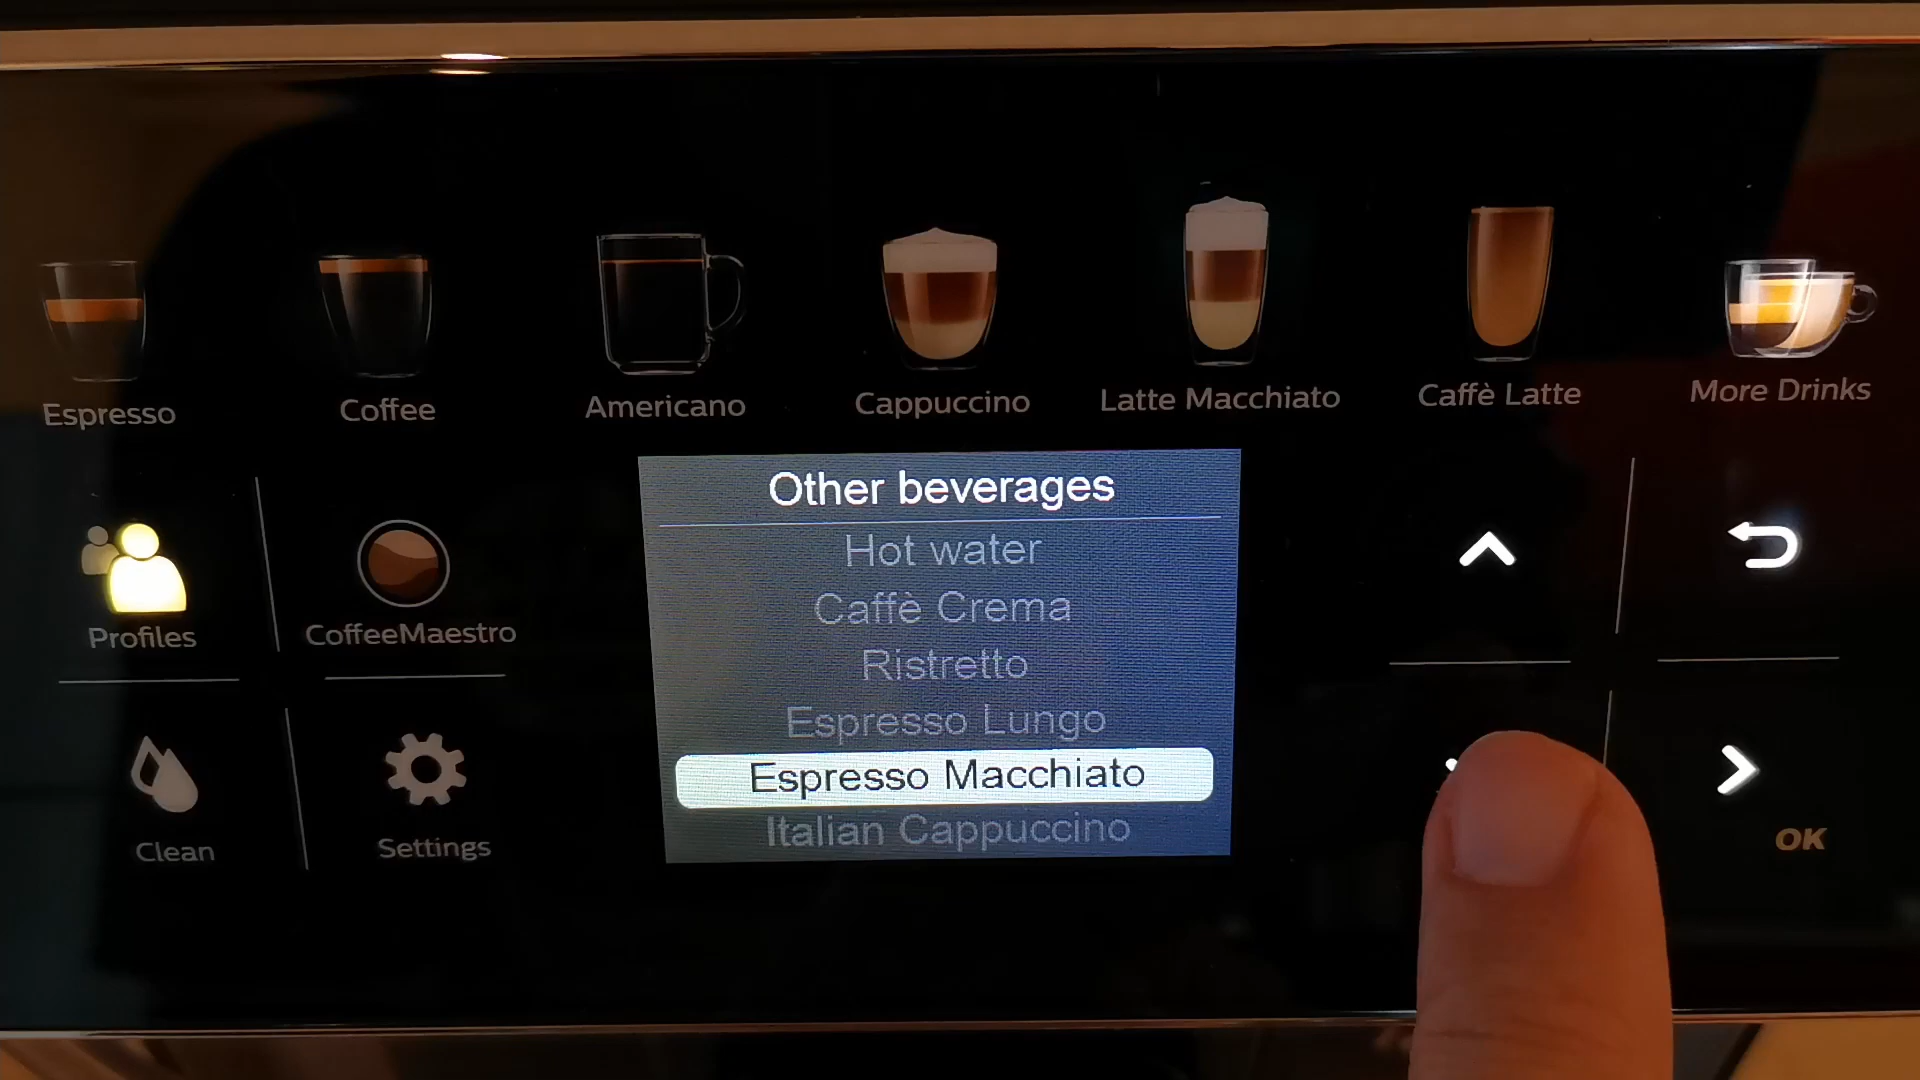 Espresso
Coffee
Americano
Cappuccino
Latte Macchiato
Caffè Latte
More Drinks
Other beverages
Hot water
Caffè Crema
Ristretto
Espresso Lungo
Espresso Macchiato
Italian Cappuccino
Profiles
CoffeeMaestro
Clean
Settings
OK